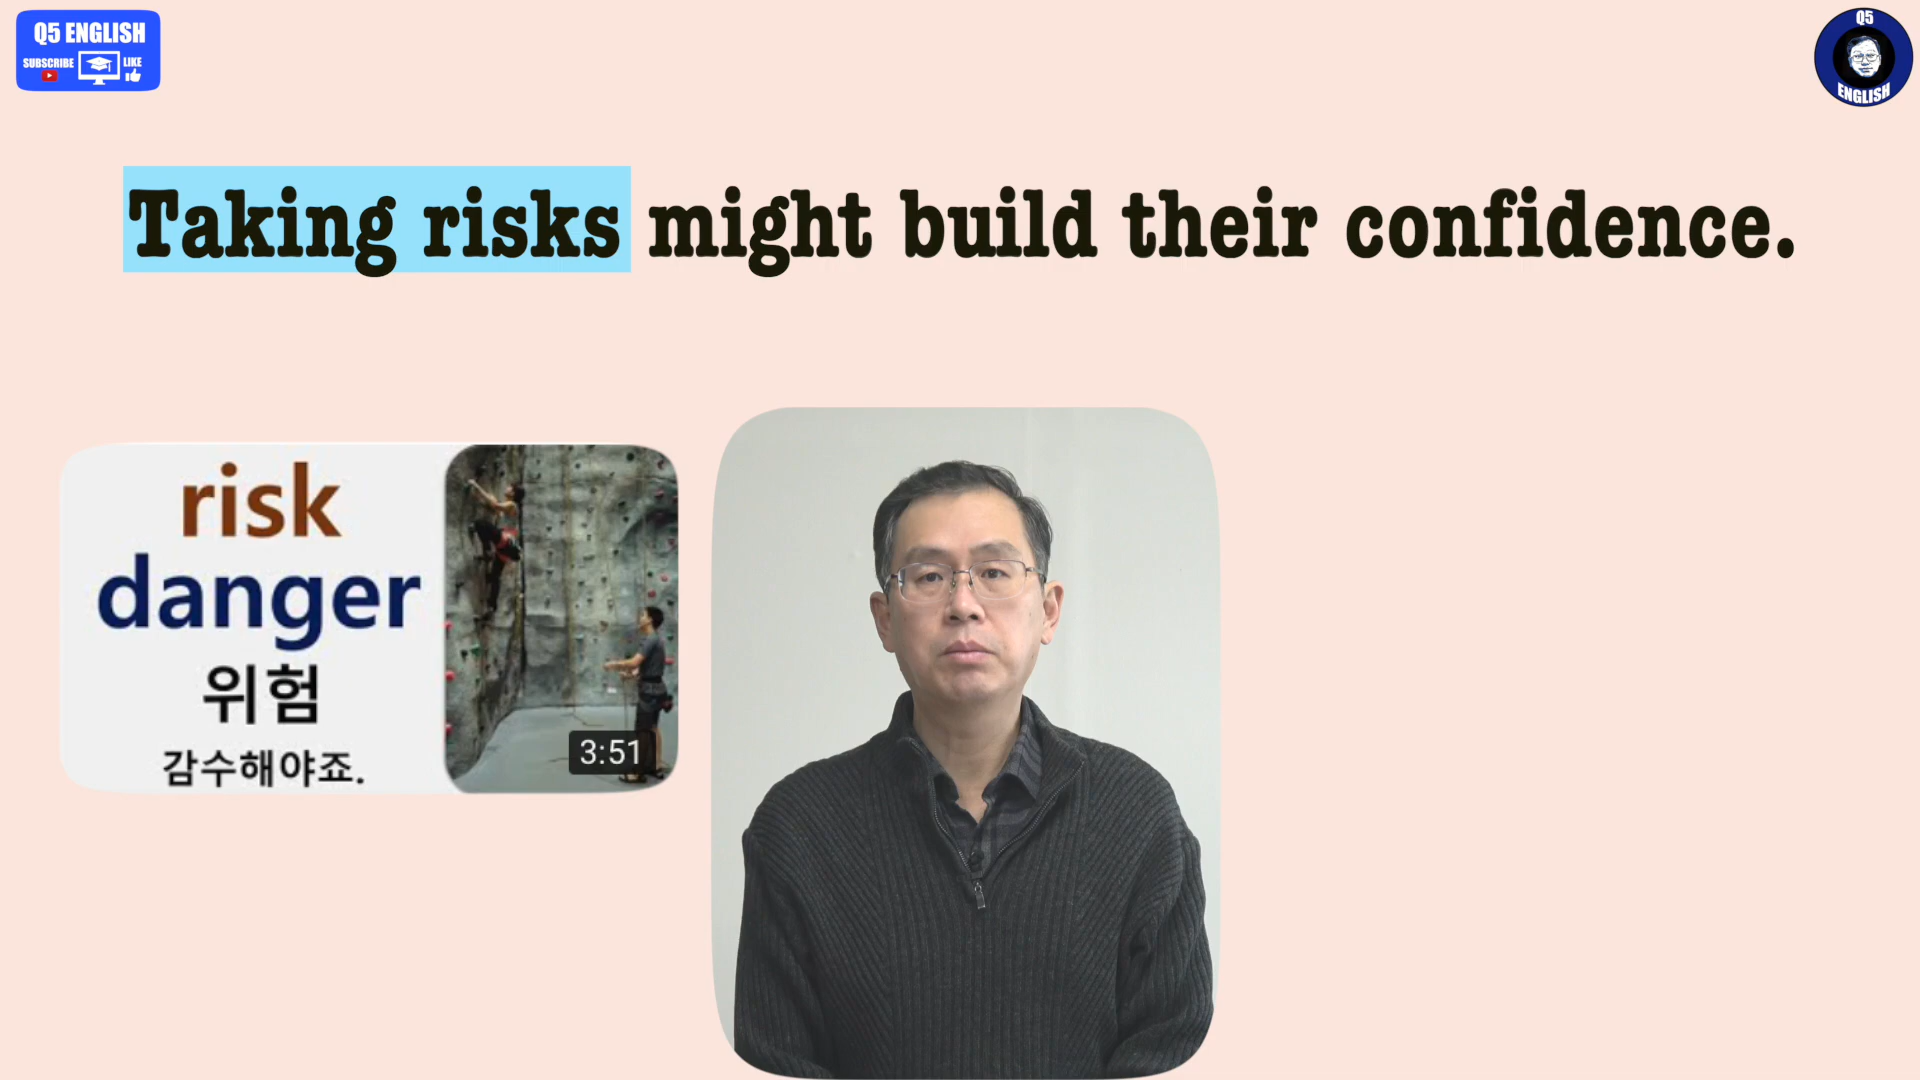 Q5 ENGLISH
SUBSCRIBE
LIKE
Q5
ENGLISH
Taking risks might build their confidence.
risk
danger
위험
감수해야죠.
3:51